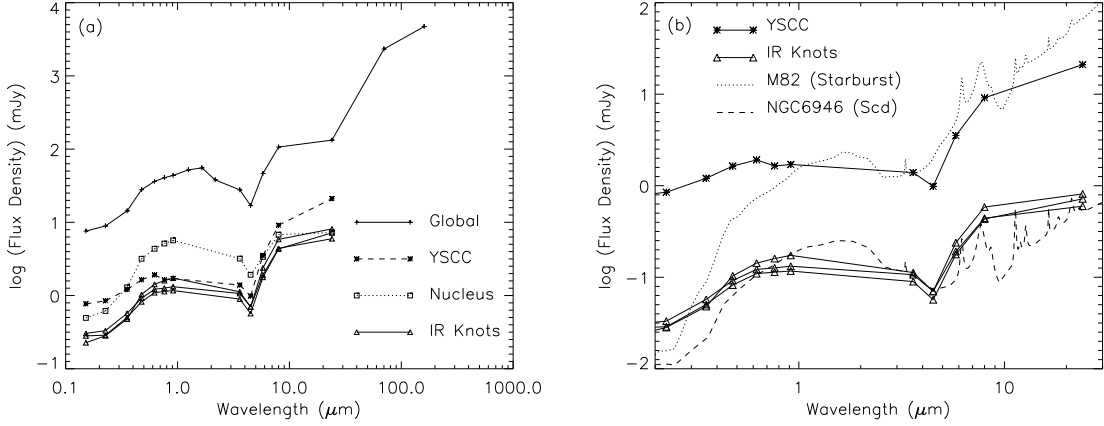 (a)
log (Flux Density) (mJy)
4
3
2
1
0
−1
Global
YSCC
Nucleus
IR Knots
0.1
1.0
10.0
100.0
1000.0
Wavelength (μm)
(b)
log (Flux Density) (mJy)
2
1
0
−1
−2
YSCC
IR Knots
M82 (Starburst)
NGC6946 (Scd)
1
10
Wavelength (μm)